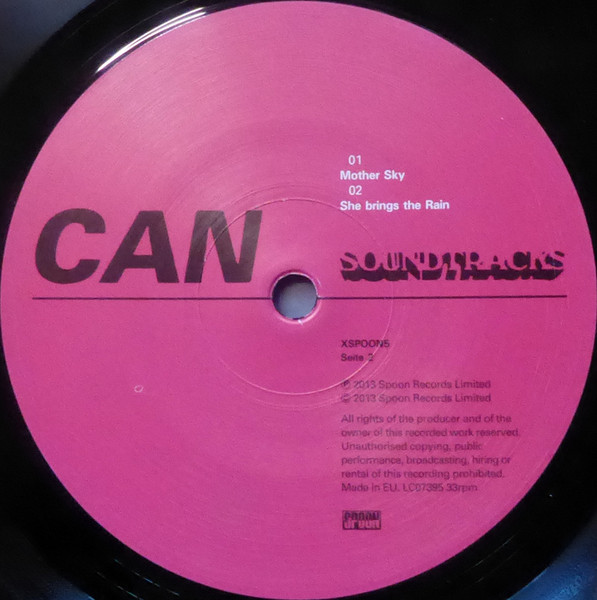 CAN
01
Mother Sky
02
She brings the Rain
SOUNDTRACKS
XSPOON5
Seite 2
℗ 2013 Spoon Records Limited
© 2013 Spoon Records Limited
All rights of the producer and of the
owner of this recorded work reserved.
Unauthorised copying, public
performance, broadcasting, hiring or
rental of this recording prohibited.
Made in EU. LC07395 33rpm
SPOON